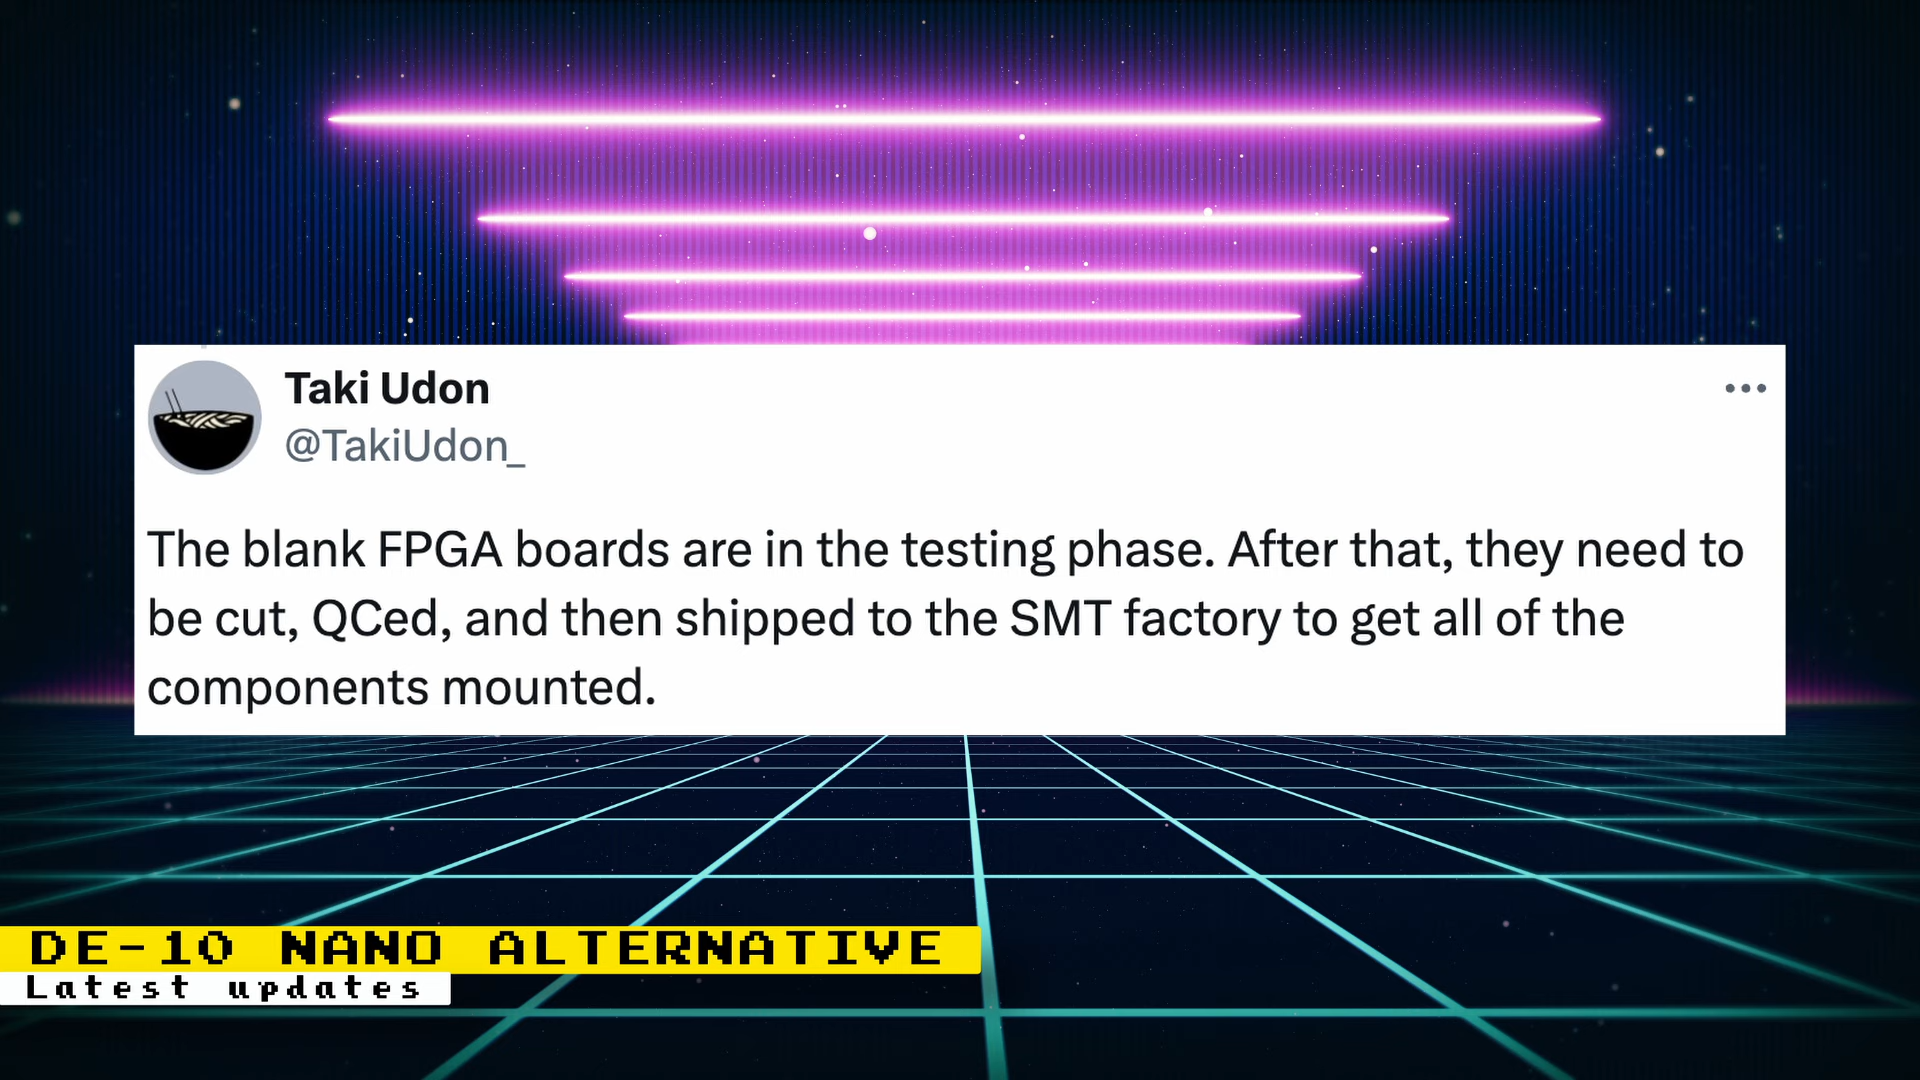 Taki Udon
@TakiUdon_
The blank FPGA boards are in the testing phase. After that, they need to
be cut, QCed, and then shipped to the SMT factory to get all of the
components mounted.
DE-10 NANO ALTERNATIVE
Latest updates